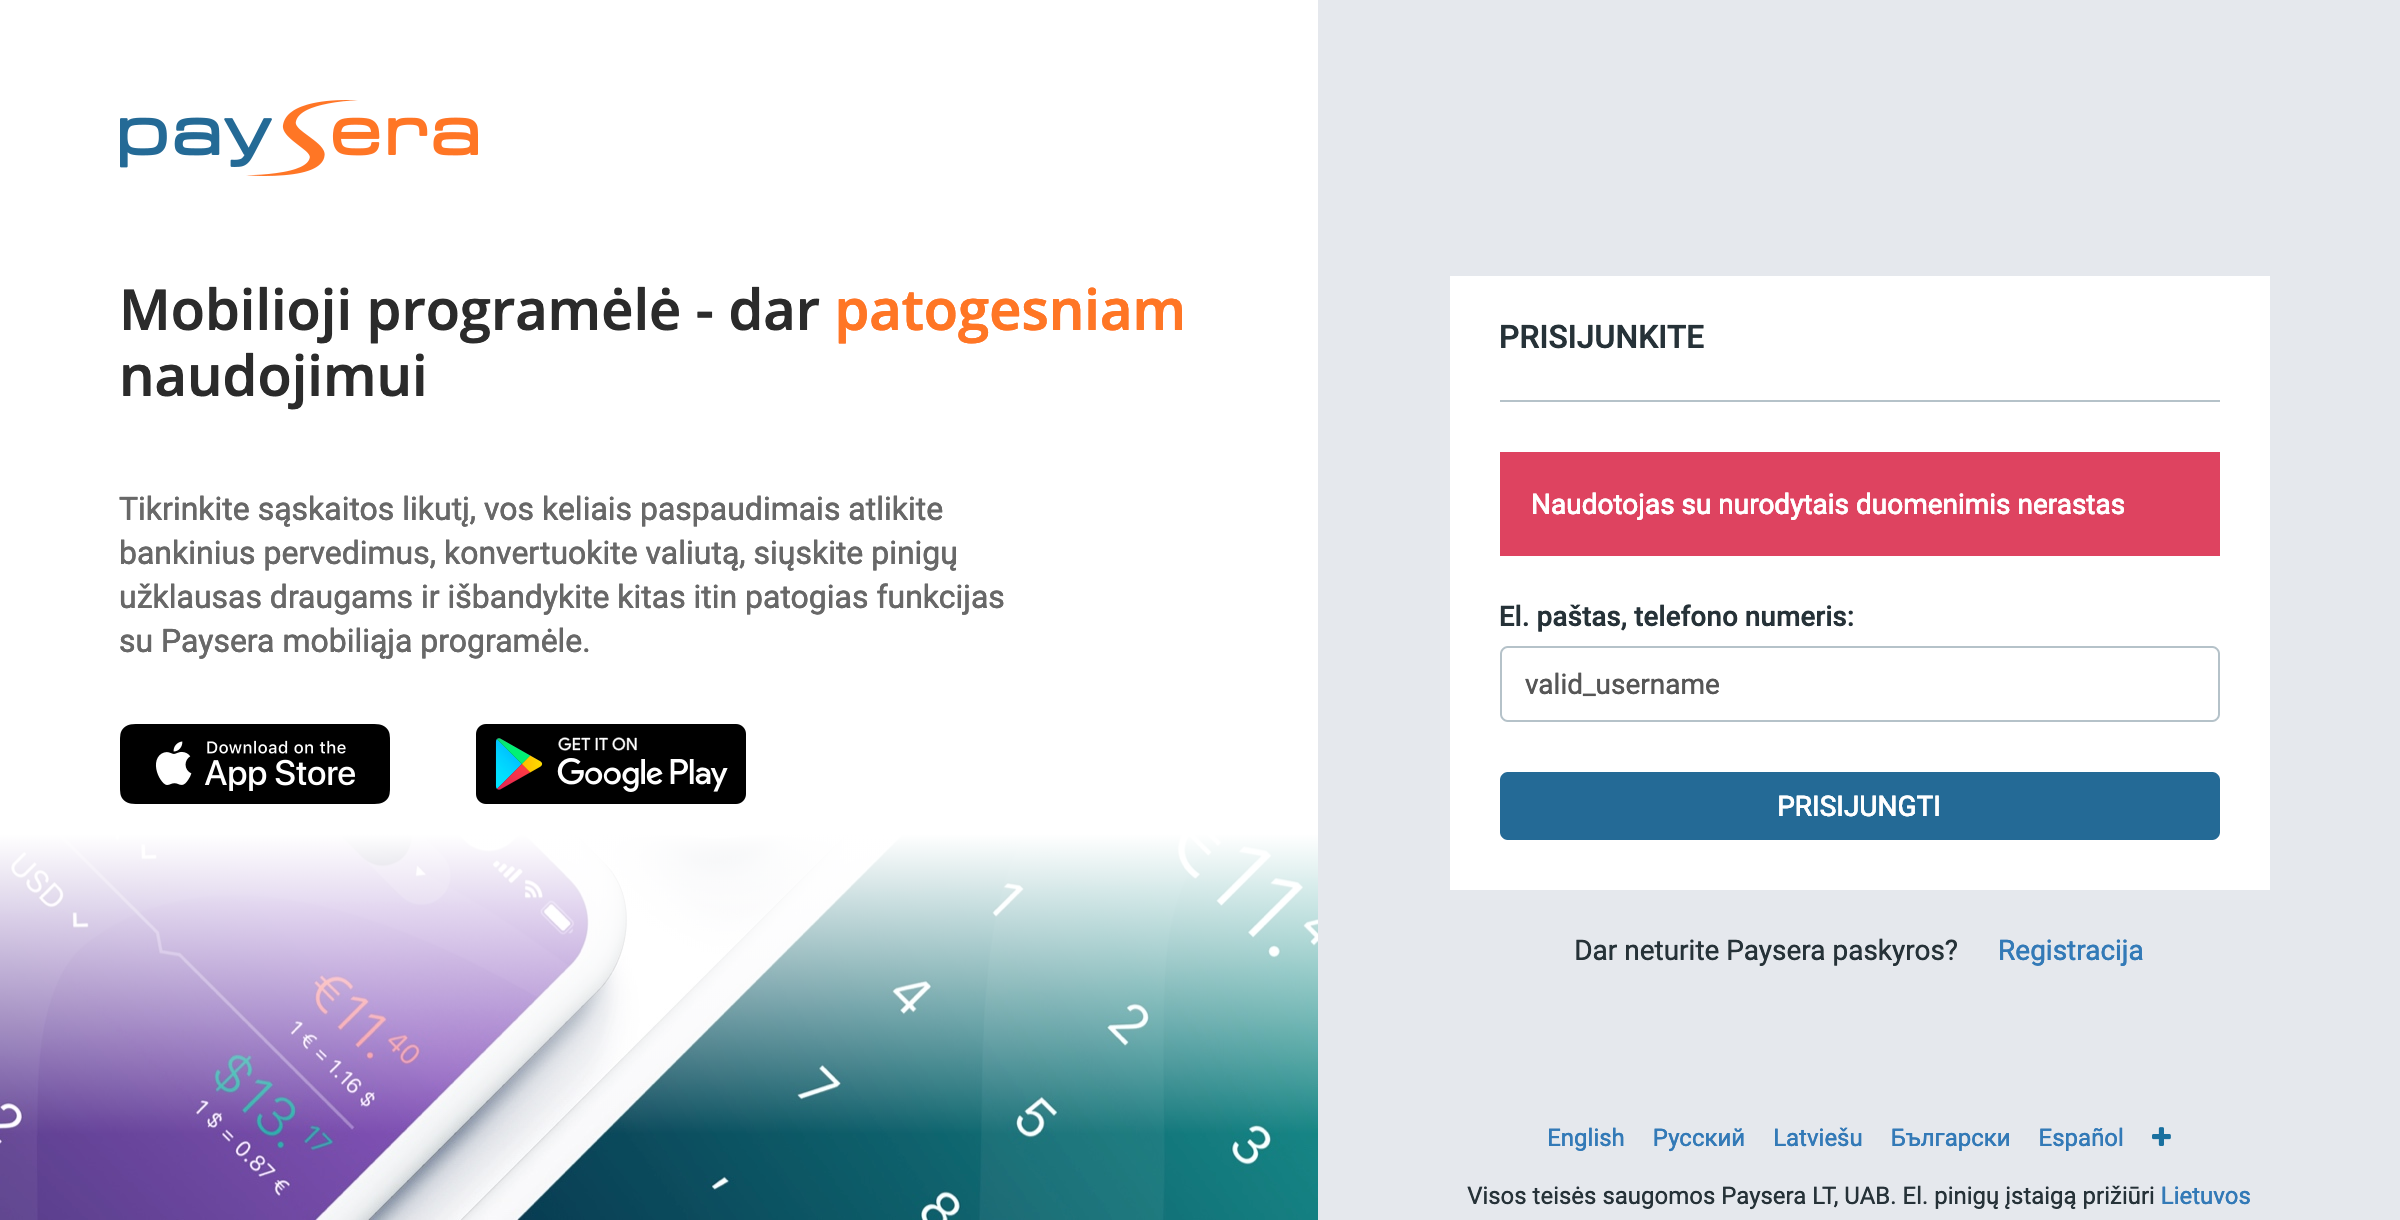 paysera
Mobilioji programėlė - dar patogesniam
naudojimui
Tikrinkite sąskaitos likutį, vos keliais paspaudimais atlikite
bankinius pervedimus, konvertuokite valiutą, siųskite pinigų
užklausas draugams ir išbandykite kitas itin patogias funkcijas
su Paysera mobiliąja programėle.
Download on the
App Store
GET IT ON
Google Play
USD
€11.40
1 € = 1.16 $
$13.17
1 $ = 0.87 €
2
€11.4
1
4
2
7
5
3
8
PRISIJUNKITE
Naudotojas su nurodytais duomenimis nerastas
El. paštas, telefono numeris:
valid_username
PRISIJUNGTI
Dar neturite Paysera paskyros? Registracija
English Русский Latviešu Български Español +
Visos teisės saugomos Paysera LT, UAB. El. pinigų įstaigą prižiūri Lietuvos